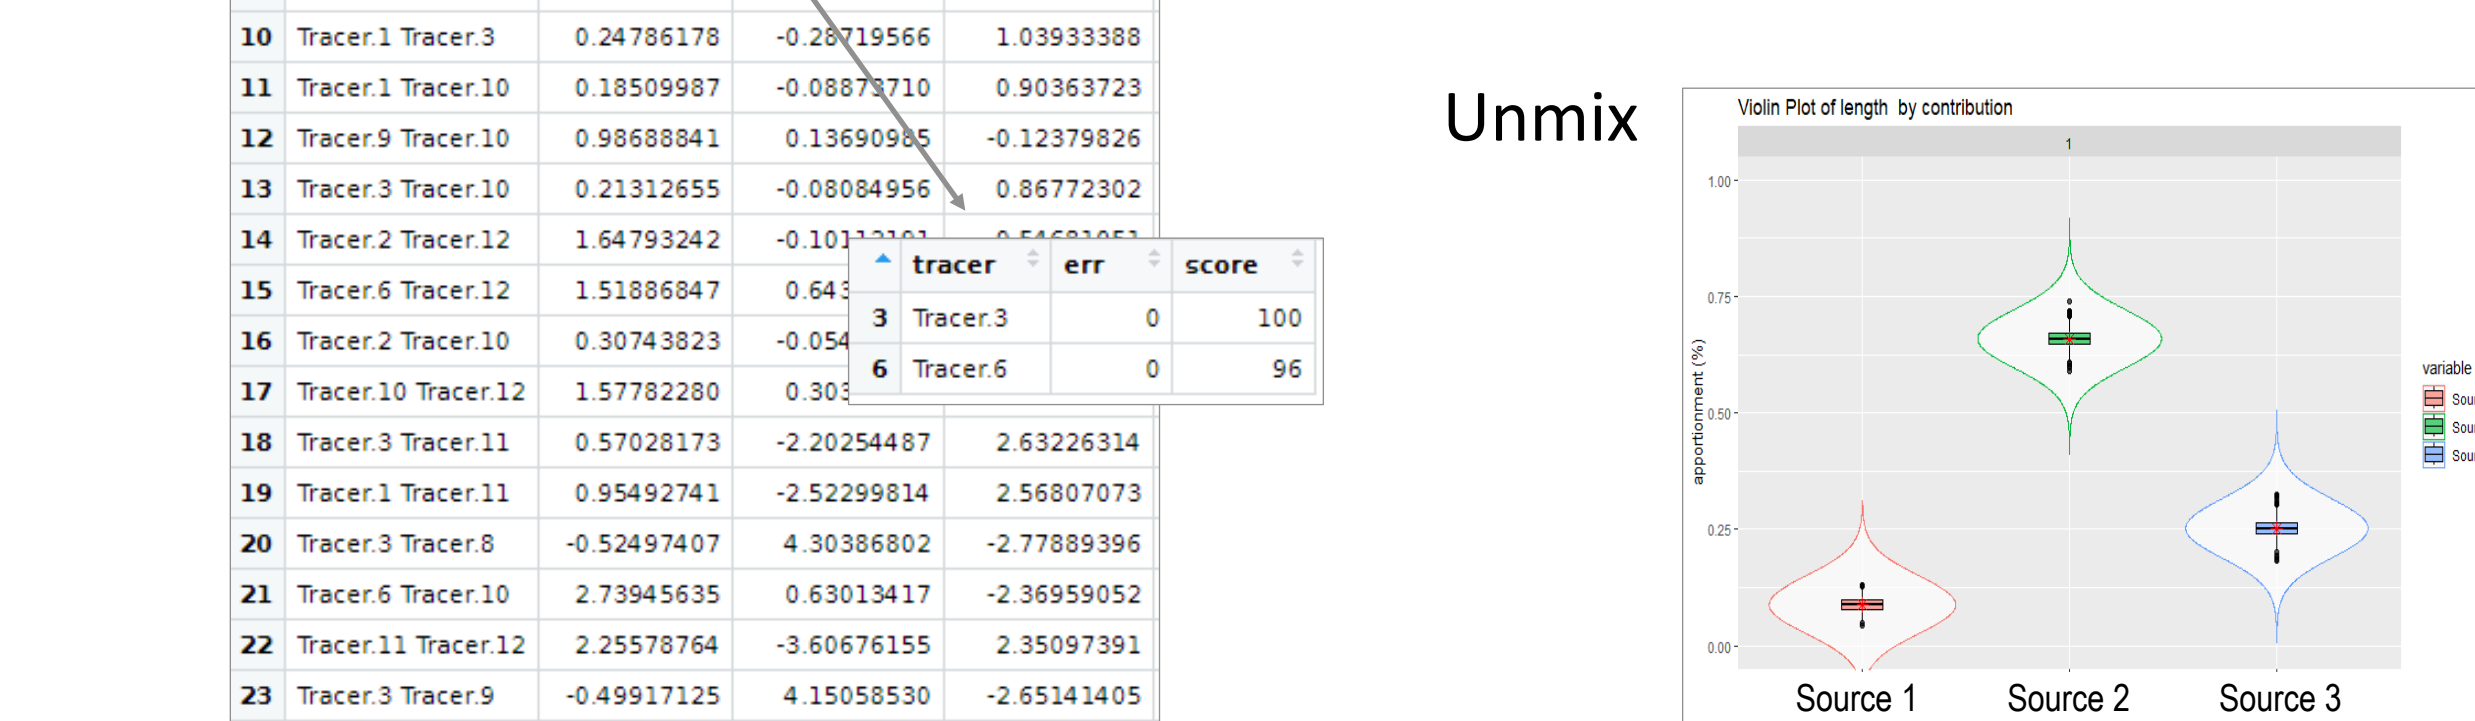 10 Tracer.1 Tracer.3 0.24786178 -0.28719566 1.03933388
11 Tracer.1 Tracer.10 0.18509987 -0.08873710 0.90363723
12 Tracer.9 Tracer.10 0.98688841 0.13690985 -0.12379826
13 Tracer.3 Tracer.10 0.21312655 -0.08084956 0.86772302
14 Tracer.2 Tracer.12 1.64793242
15 Tracer.6 Tracer.12 1.51886847 0.643
16 Tracer.2 Tracer.10 0.30743823 -0.054
17 Tracer.10 Tracer.12 1.57782280 0.303
18 Tracer.3 Tracer.11 0.57028173 -2.20254487 2.63226314
19 Tracer.1 Tracer.11 0.95492741 -2.52299814 2.56807073
20 Tracer.3 Tracer.8 -0.52497407 4.30386802 -2.77889396
21 Tracer.6 Tracer.10 2.73945635 0.63013417 -2.36959052
22 Tracer.11 Tracer.12 2.25578764 -3.60676155 2.35097391
23 Tracer.3 Tracer.9 -0.49917125 4.15058530 -2.65141405
tracer err score
3 Tracer.3 0 100
6 Tracer.6 0 96
Unmix
Violin Plot of length by contribution
1
apportionment (%)
1.00
0.75
0.50
0.25
0.00
Source 1 Source 2 Source 3
variable
Sour
Sour
Sour